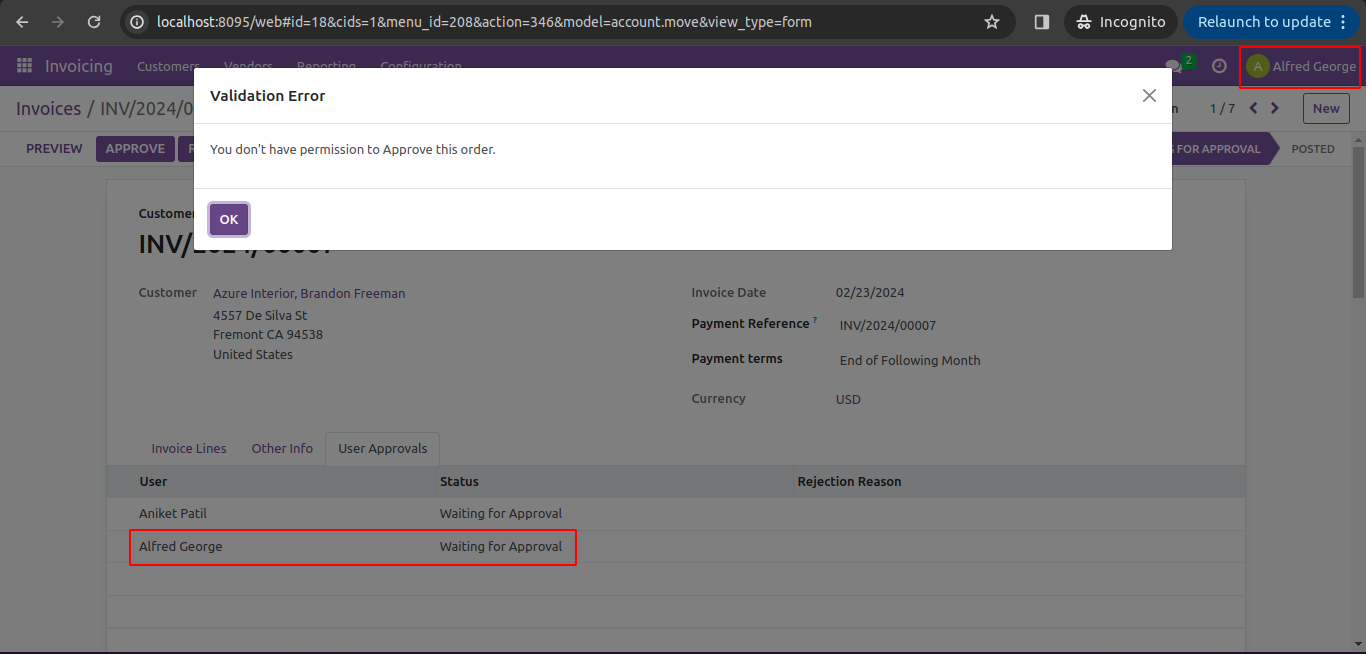 localhost:8095/web#id=18&cids=1&menu_id=208&action=346&model=account.move&view_type=form
Incognito
Relaunch to update
Invoicing
Customers
Vendors
Reporting
Configuration
2
A
Alfred George
Validation Error
Invoices / INV/2024/0
1 / 7
New
You don't have permission to Approve this order.
PREVIEW
APPROVE
FOR APPROVAL
POSTED
OK
Customer
INV/2024/00007
Customer
Azure Interior, Brandon Freeman
4557 De Silva St
Fremont CA 94538
United States
Invoice Date
02/23/2024
Payment Reference ?
INV/2024/00007
Payment terms
End of Following Month
Currency
USD
Invoice Lines
Other Info
User Approvals
User
Status
Rejection Reason
Aniket Patil
Waiting for Approval
Alfred George
Waiting for Approval